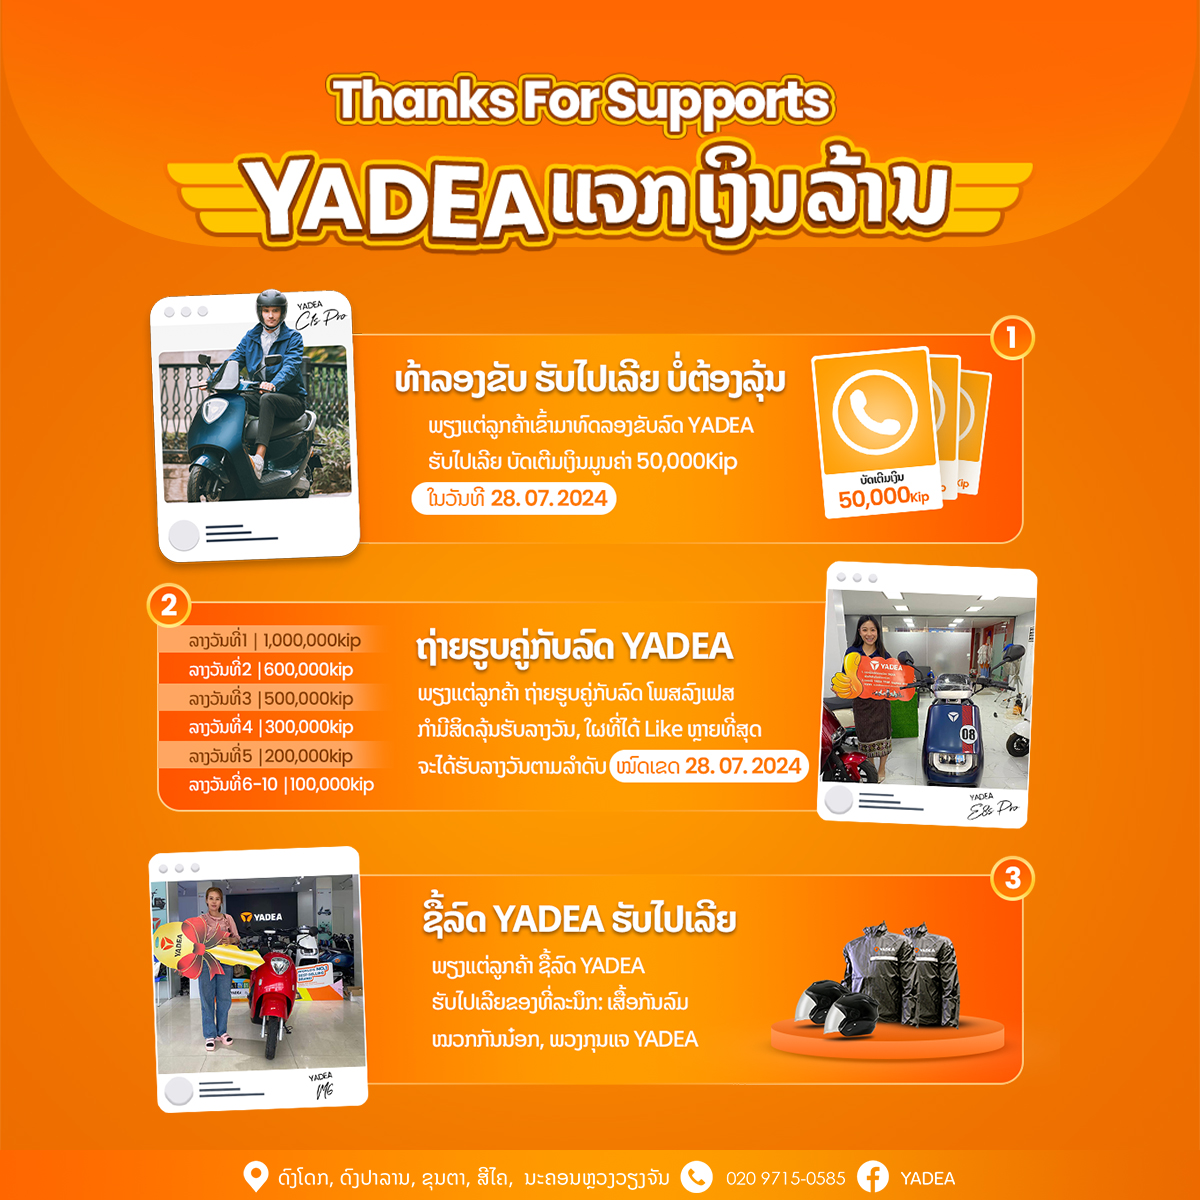 Thanks For Supports
YADEA ແຈກເງິນລ້ານ
YADEA
C1s Pro
1
ທ້າລອງຂັບ ຮັບໄປເລີຍ ບໍ່ຕ້ອງລຸ້ນ
ພຽງແຕ່ລູກຄ້າເຂົ້າມາທົດລອງຂັບລົດ YADEA
ຮັບໄປເລີຍ ບັດເຕີມເງິນມູນຄ່າ 50,000Kip
ໃນວັນທີ 28. 07. 2024
ບັດເຕີມເງິນ
50,000Kip
ip
Kip
2
ລາງວັນທີ່1 | 1,000,000kip
ລາງວັນທີ່2 |600,000kip
ລາງວັນທີ່3 |500,000kip
ລາງວັນທີ່4 |300,000kip
ລາງວັນທີ່5 |200,000kip
ລາງວັນທີ່6-10 |100,000kip
ຖ່າຍຮູບຄູ່ກັບລົດ YADEA
ພຽງແຕ່ລູກຄ້າ ຖ່າຍຮູບຄູ່ກັບລົດ ໂພສລົງເຟສ
ກໍາມີສິດລຸ້ນຮັບລາງວັນ, ໃຜທີ່ໄດ້ Like ຫຼາຍທີ່ສຸດ
ຈະໄດ້ຮັບລາງວັນຕາມລໍາດັບ ໝົດເຂດ 28. 07. 2024
YADEA
08
YADEA
E8s Pro
3
YADEA
YADEA
YADEA
M6
ຊື້ລົດ YADEA ຮັບໄປເລີຍ
ພຽງແຕ່ລູກຄ້າ ຊື້ລົດ YADEA
ຮັບໄປເລີຍຂອງທີ່ລະນຶກ: ເສື້ອກັນລົມ
ໝວກກັນນ໋ອກ, ພວງກຸນແຈ YADEA
ດົງໂດກ, ດົງປາລານ, ຂຸນຕາ, ສີໄຄ, ນະຄອນຫຼວງວຽງຈັນ 020 9715-0585 YADEA